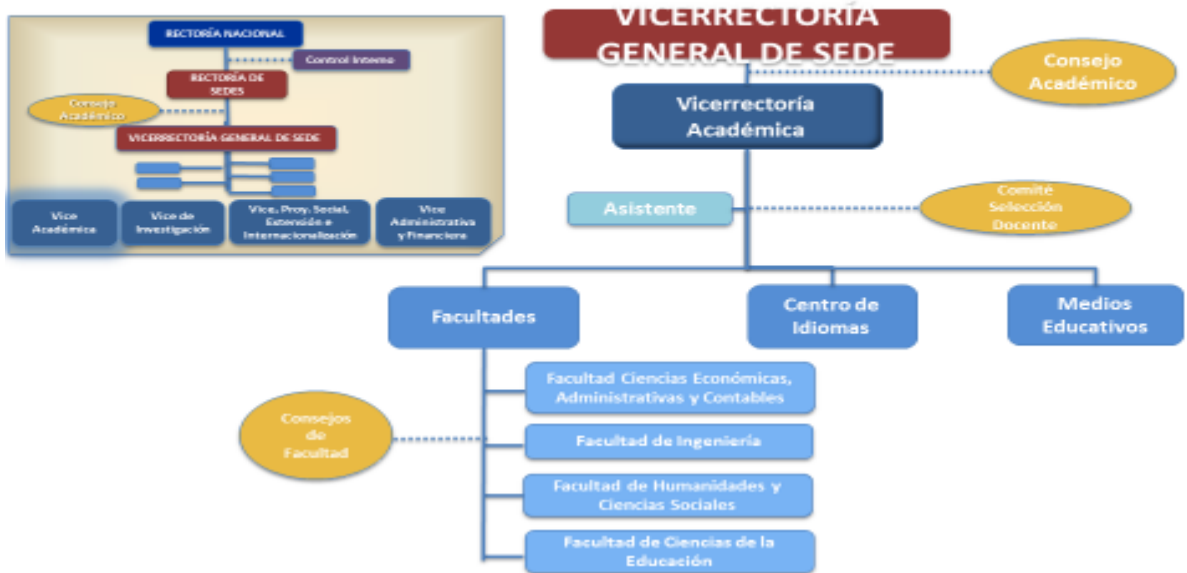 RECTORÍA NACIONAL
Control Interno
RECTORÍA DE
SEDES
Consejo
Académico
VICERRECTORÍA GENERAL DE SEDE
Vice
Académica
Vice de
Investigación
Vice, Proy. Social,
Extensión e
Internacionalización
Vice
Administrativa
y Financiera
VICERRECTORÍA
GENERAL DE SEDE
Consejo
Académico
Vicerrectoría
Académica
Asistente
Comité
Selección
Docente
Facultades
Centro de
Idiomas
Medios
Educativos
Consejos
de
Facultad
Facultad Ciencias Económicas,
Administrativas y Contables
Facultad de Ingeniería
Facultad de Humanidades y
Ciencias Sociales
Facultad de Ciencias de la
Educación